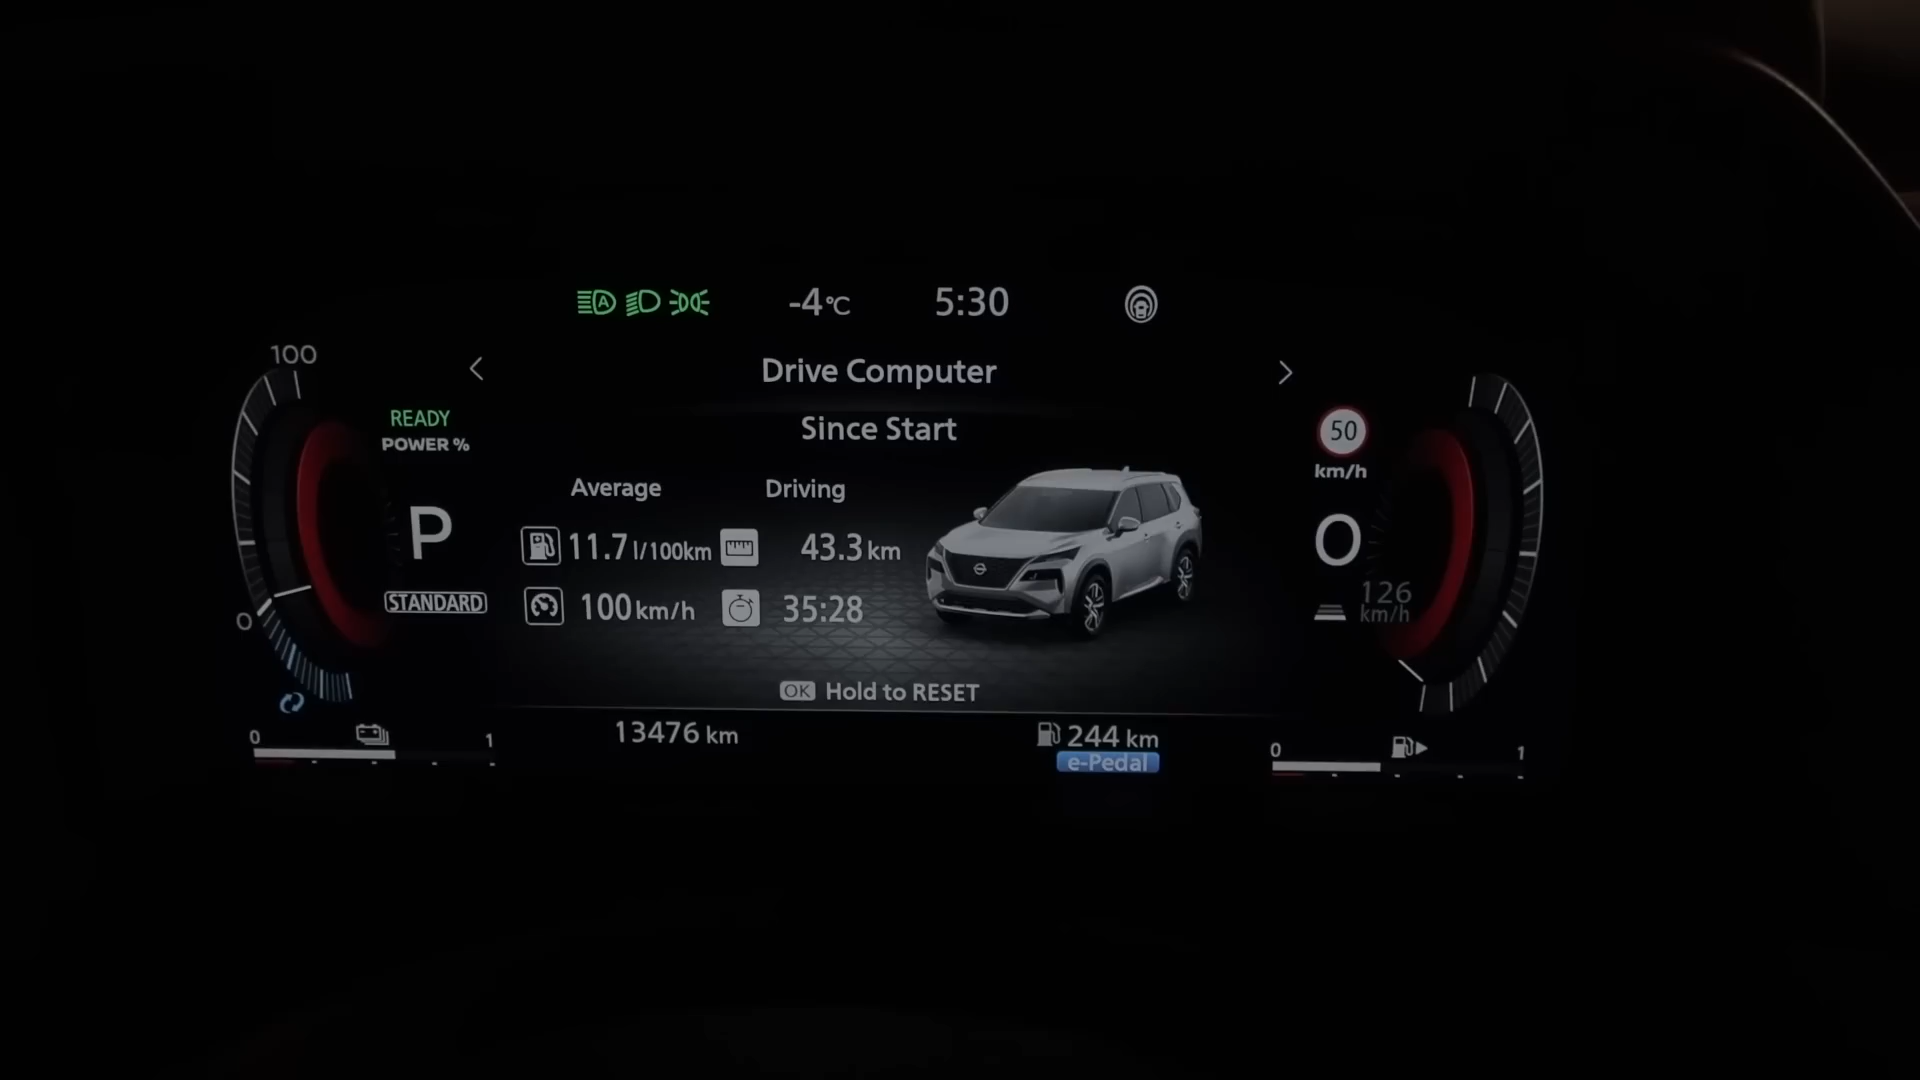 -4°C 5:30
100
Drive Computer
READY
POWER %
Since Start
50
km/h
Average Driving
P
11.7 l/100km 43.3 km
0
STANDARD
100 km/h 35:28
126
km/h
0
OK Hold to RESET
13476 km
244 km
e-Pedal
0 1
0 1